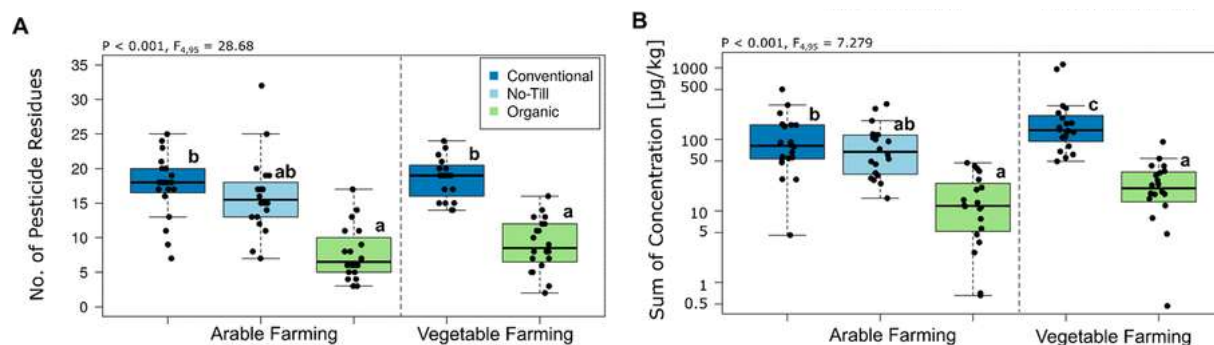 A
P < 0.001, F4,95 = 28.68
No. of Pesticide Residues
35
30
25
20
15
10
5
0
Conventional
No-Till
Organic
b
ab
a
b
a
Arable Farming
Vegetable Farming
B
P < 0.001, F4,95 = 7.279
Sum of Concentration [µg/kg]
1000
500
100
50
10
5
1
0.5
b
ab
a
c
a
Arable Farming
Vegetable Farming